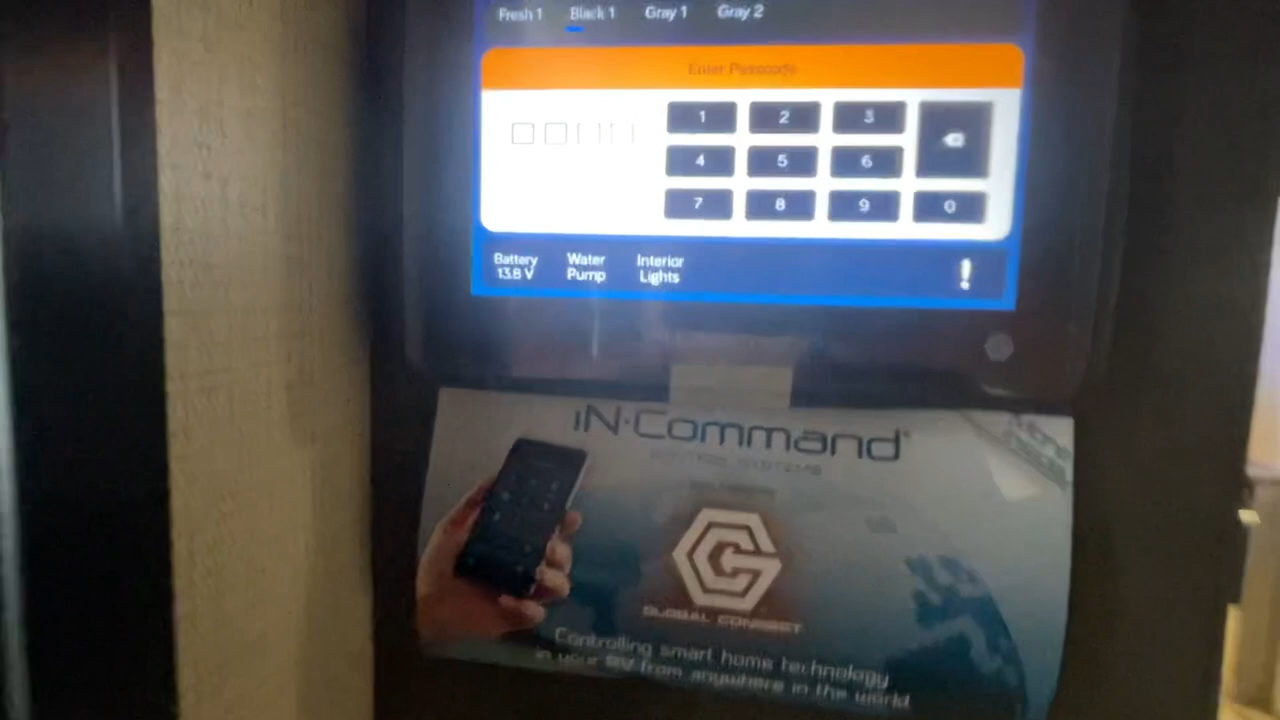 Fresh 1 Black 1 Gray 1 Gray 2
Enter Passcode
1 2 3
4 5 6
7 8 9 0
Battery Water Interior
13.8 V Pump Lights
!
iN·Command®
CONTROL SYSTEMS
G
GLOBAL CONNECT
Controlling smart home technology
in your RV from anywhere in the world